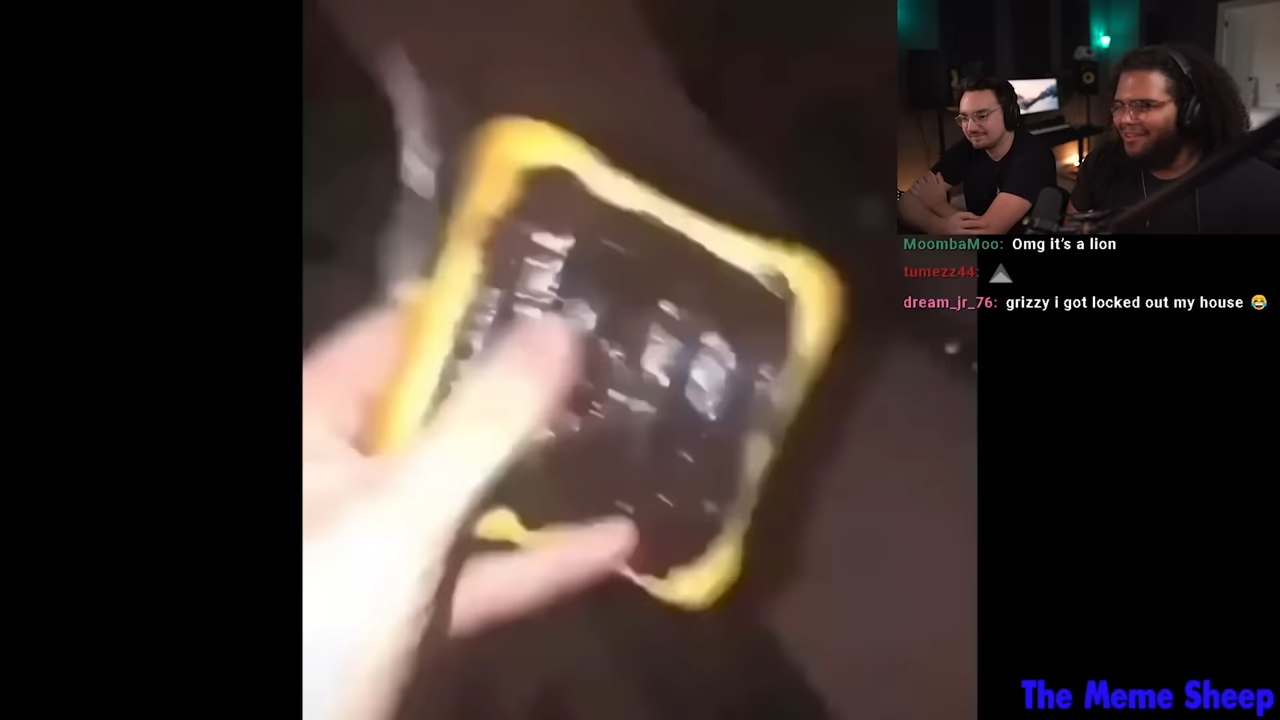 MoombaMoo: Omg it's a lion
tumezz44:
dream_jr_76: grizzy i got locked out my house 😂
The Meme Sheep